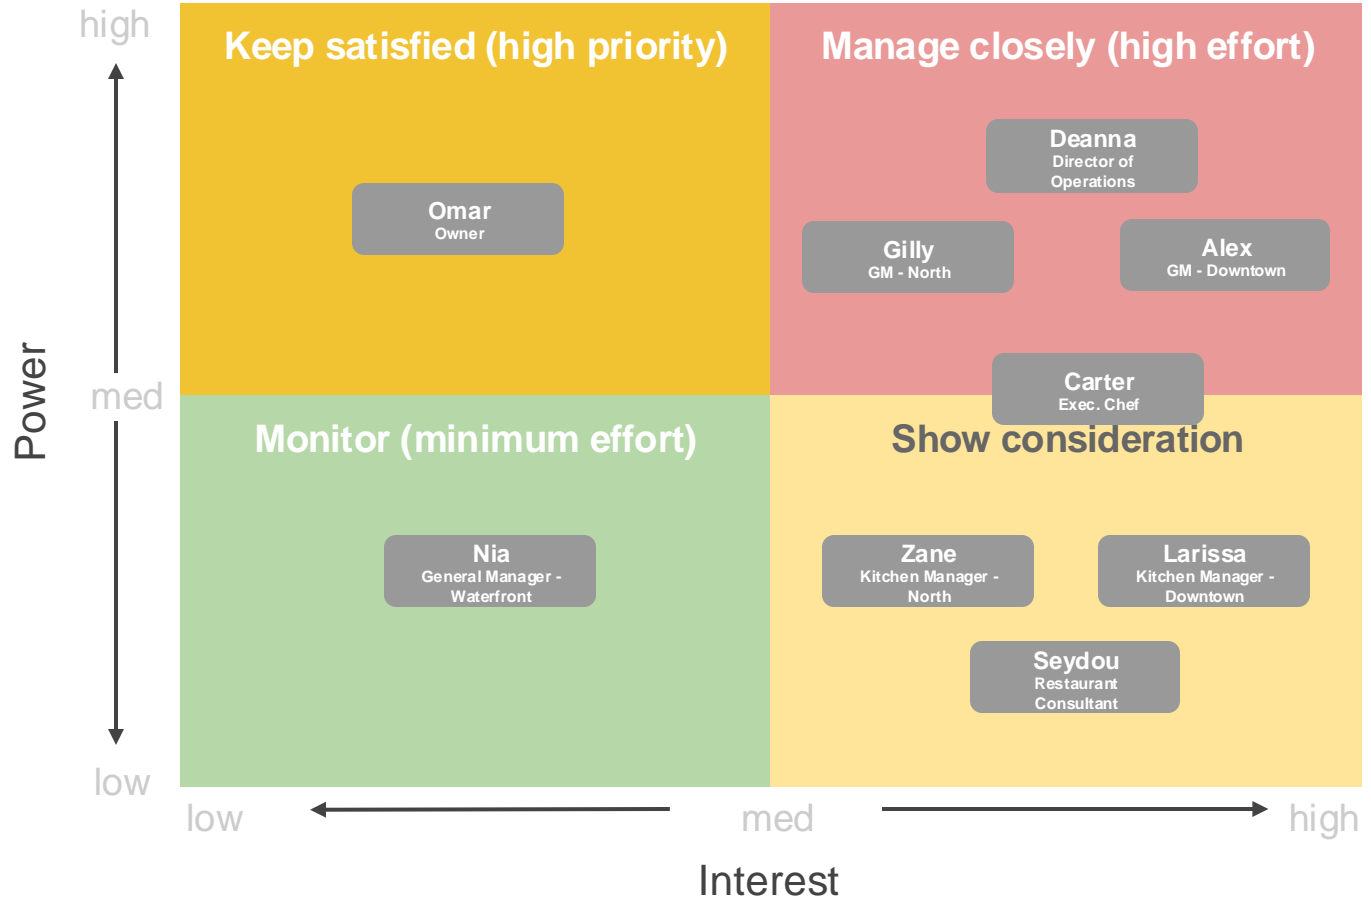 high
Keep satisfied (high priority)
Manage closely (high effort)
Deanna
Director of
Operations
Omar
Owner
Gilly
GM - North
Alex
GM - Downtown
Power
med
Carter
Exec. Chef
Monitor (minimum effort)
Show consideration
Nia
General Manager -
Waterfront
Zane
Kitchen Manager -
North
Larissa
Kitchen Manager -
Downtown
Seydou
Restaurant
Consultant
low
low
med
high
Interest